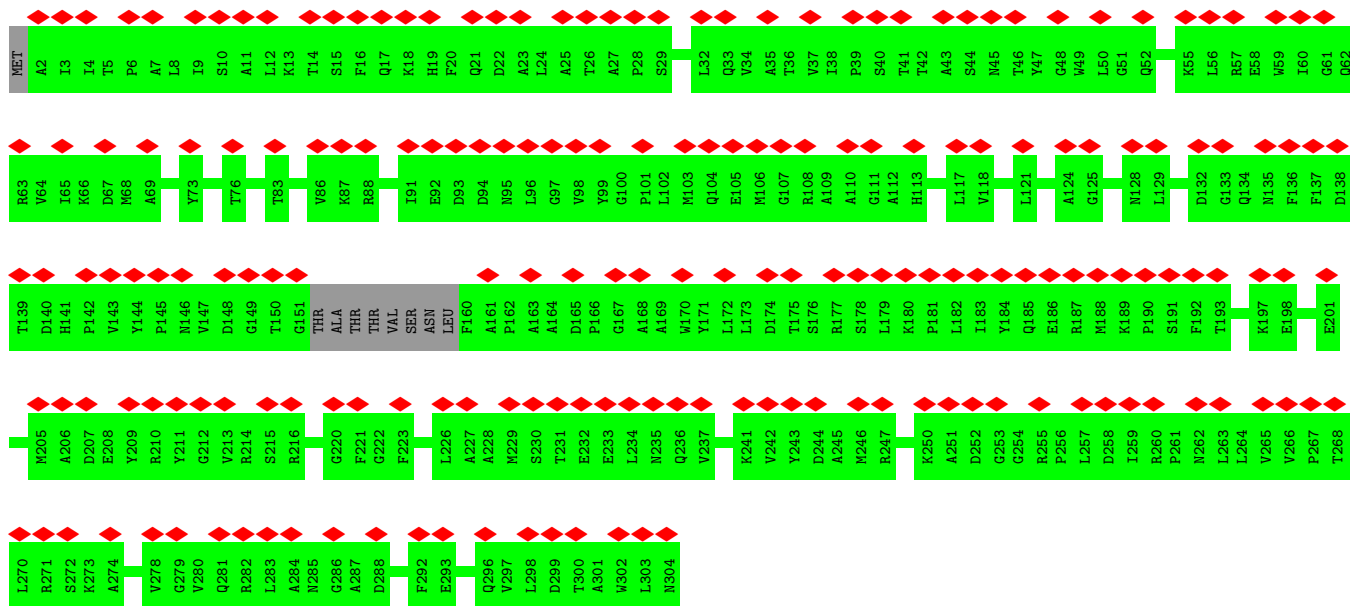 MET A2 I3 I4 T5 P6 A7 L8 I9 S10 A11 L12 K13 T14 S15 F16 Q17 K18 H19 F20 Q21 D22 A23 L24 A25 T26 A27 P28 S29 L32 Q33 V34 A35 T36 V37 I38 P39 S40 T41 T42 A43 S44 N45 T46 Y47 G48 W49 L50 G51 Q52 K55 L56 R57 E58 W59 I60 G61 Q62
R63 V64 I65 K66 D67 M68 A69 Y73 T76 T83 V86 K87 R88 I91 E92 D93 D94 N95 L96 G97 V98 Y99 G100 P101 L102 M103 Q104 E105 M106 G107 R108 A109 A110 G111 A112 H113 L117 V118 L121 A124 G125 N128 L129 D132 G133 Q134 N135 F136 F137 D138
T139 D140 H141 P142 V143 Y144 P145 N146 V147 D148 G149 T150 G151 THR ALA THR THR VAL SER ASN LEU F160 A161 P162 A163 A164 D165 P166 G167 A168 A169 W170 Y171 L172 L173 D174 T175 S176 R177 S178 L179 K180 P181 L182 I183 Y184 Q185 E186 R187 M188 K189 P190 S191 F192 T193 K197 E198 E201
M205 A206 D207 E208 Y209 R210 Y211 G212 V213 R214 S215 R216 G220 F221 G222 F223 L226 A227 A228 M229 S230 T231 E232 E233 L234 N235 Q236 V237 K241 V242 Y243 D244 A245 M246 R247 K250 A251 D252 G253 G254 R255 P256 L257 D258 I259 R260 P261 N262 L263 L264 V265 V266 P267 T268
L270 R271 S272 K273 A274 V278 G279 V280 Q281 R282 L283 A284 N285 G286 A287 D288 F292 E293 Q296 V297 L298 D299 T300 A301 W302 L303 N304